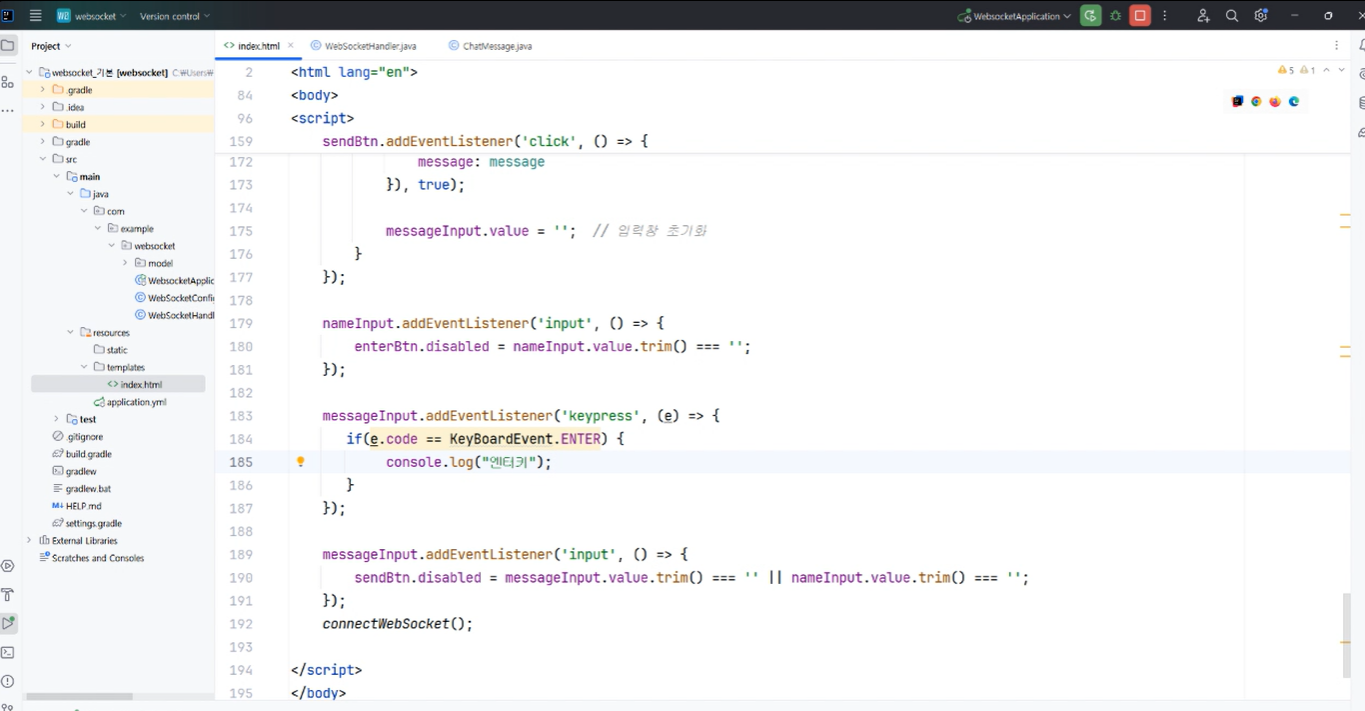 websocket
Version control
WebsocketApplication
Project
index.html
WebSocketHandler.java
ChatMessage.java
websocket_기본 [websocket] C:₩Users₩
.gradle
.idea
build
gradle
src
main
java
com
example
websocket
model
WebsocketApplic
WebSocketConfi
WebSocketHandl
resources
static
templates
index.html
application.yml
test
.gitignore
build.gradle
gradlew
gradlew.bat
HELP.md
settings.gradle
External Libraries
Scratches and Consoles
5 1
2 <html lang="en">
84 <body>
96 <script>
159 sendBtn.addEventListener('click', () => {
172 message: message
173 }), true);
174
175 messageInput.value = ''; // 입력창 초기화
176 }
177 });
178
179 nameInput.addEventListener('input', () => {
180 enterBtn.disabled = nameInput.value.trim() === '';
181 });
182
183 messageInput.addEventListener('keypress', (e) => {
184 if(e.code == KeyBoardEvent.ENTER) {
185 console.log("엔터키");
186 }
187 });
188
189 messageInput.addEventListener('input', () => {
190 sendBtn.disabled = messageInput.value.trim() === '' || nameInput.value.trim() === '';
191 });
192 connectWebSocket();
193
194 </script>
195 </body>